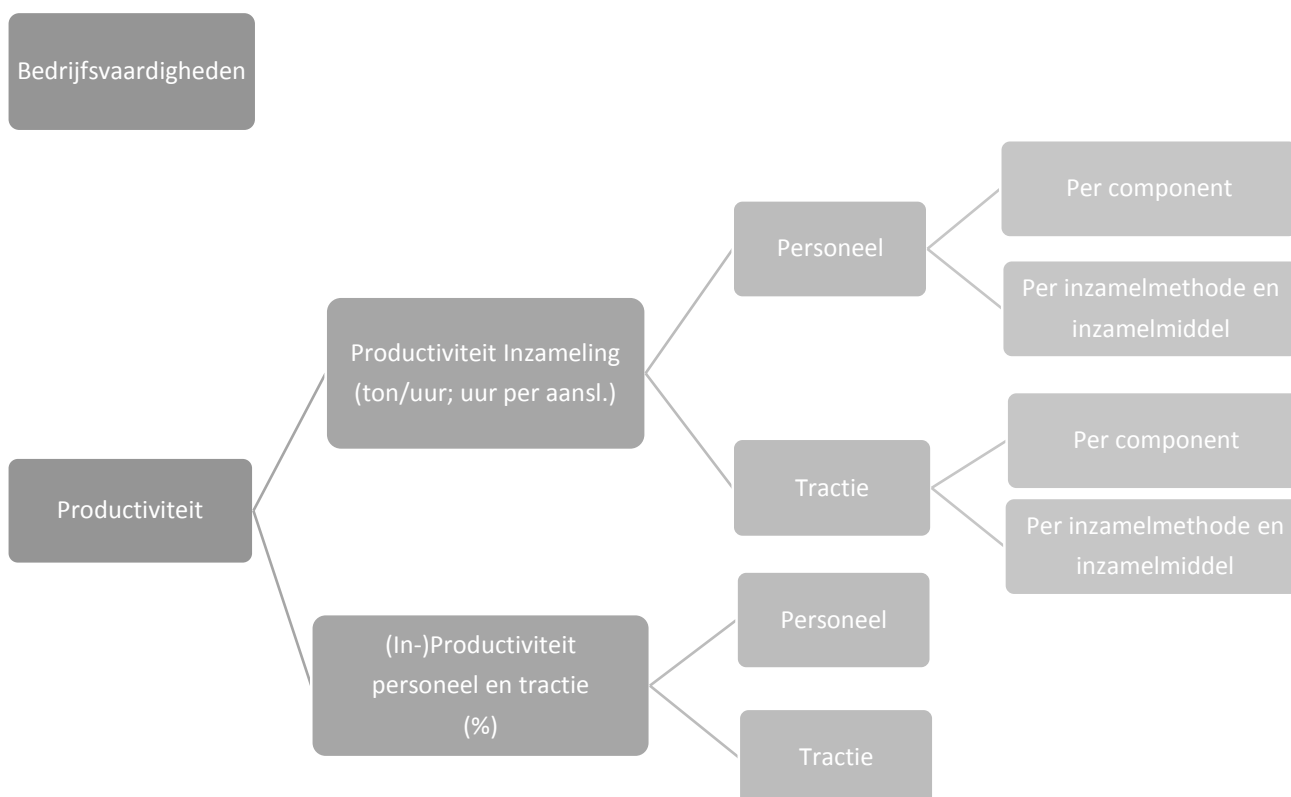 Bedrijfsvaardigheden
Productiviteit
Productiviteit Inzameling
(ton/uur; uur per aansl.)
Personeel
Per component
Per inzamelmethode en
inzamelmiddel
Tractie
Per component
Per inzamelmethode en
inzamelmiddel
(In-)Productiviteit
personeel en tractie
(%)
Personeel
Tractie